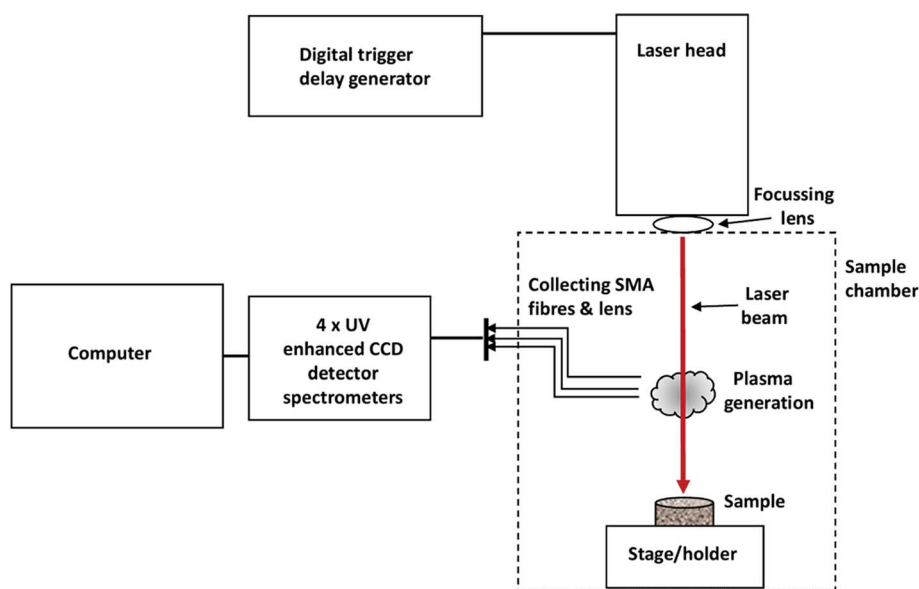 Digital trigger
delay generator
Laser head
Focussing
lens
Sample
chamber
Collecting SMA
fibres & lens
Laser
beam
Computer
4 x UV
enhanced CCD
detector
spectrometers
Plasma
generation
Sample
Stage/holder